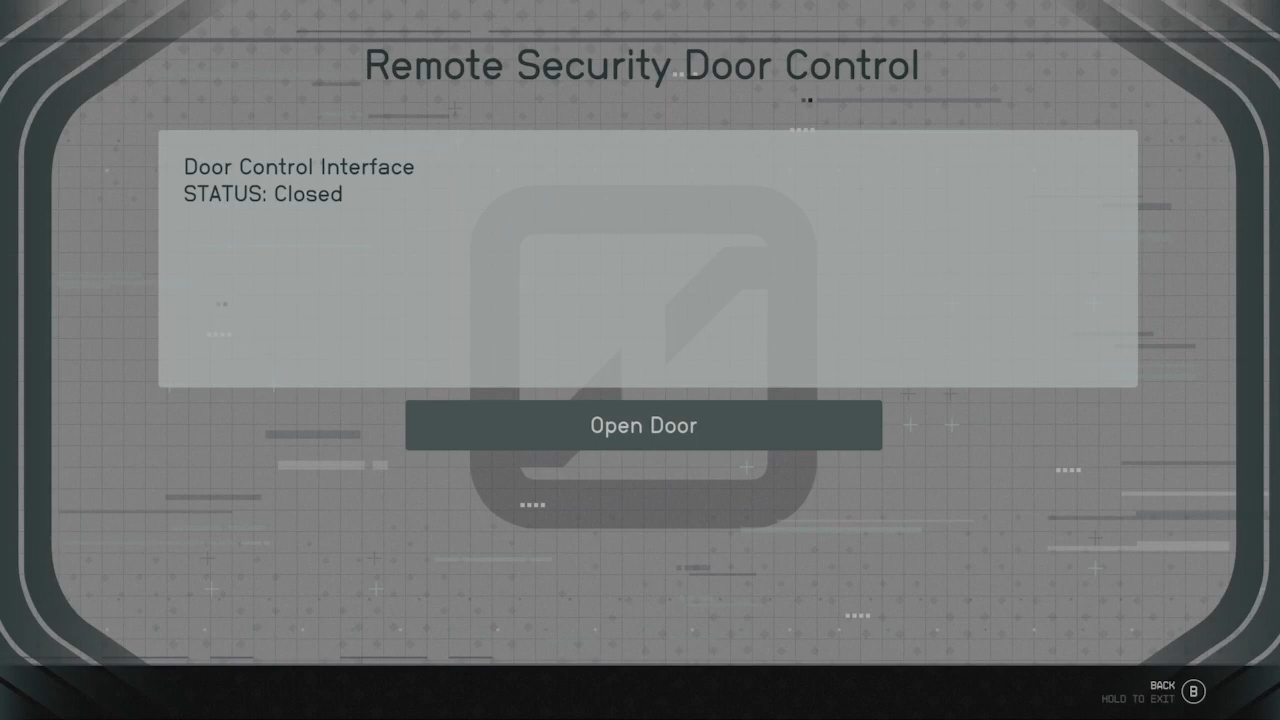 Remote Security Door Control
Door Control Interface
STATUS: Closed
Open Door
BACK
HOLD TO EXIT
B